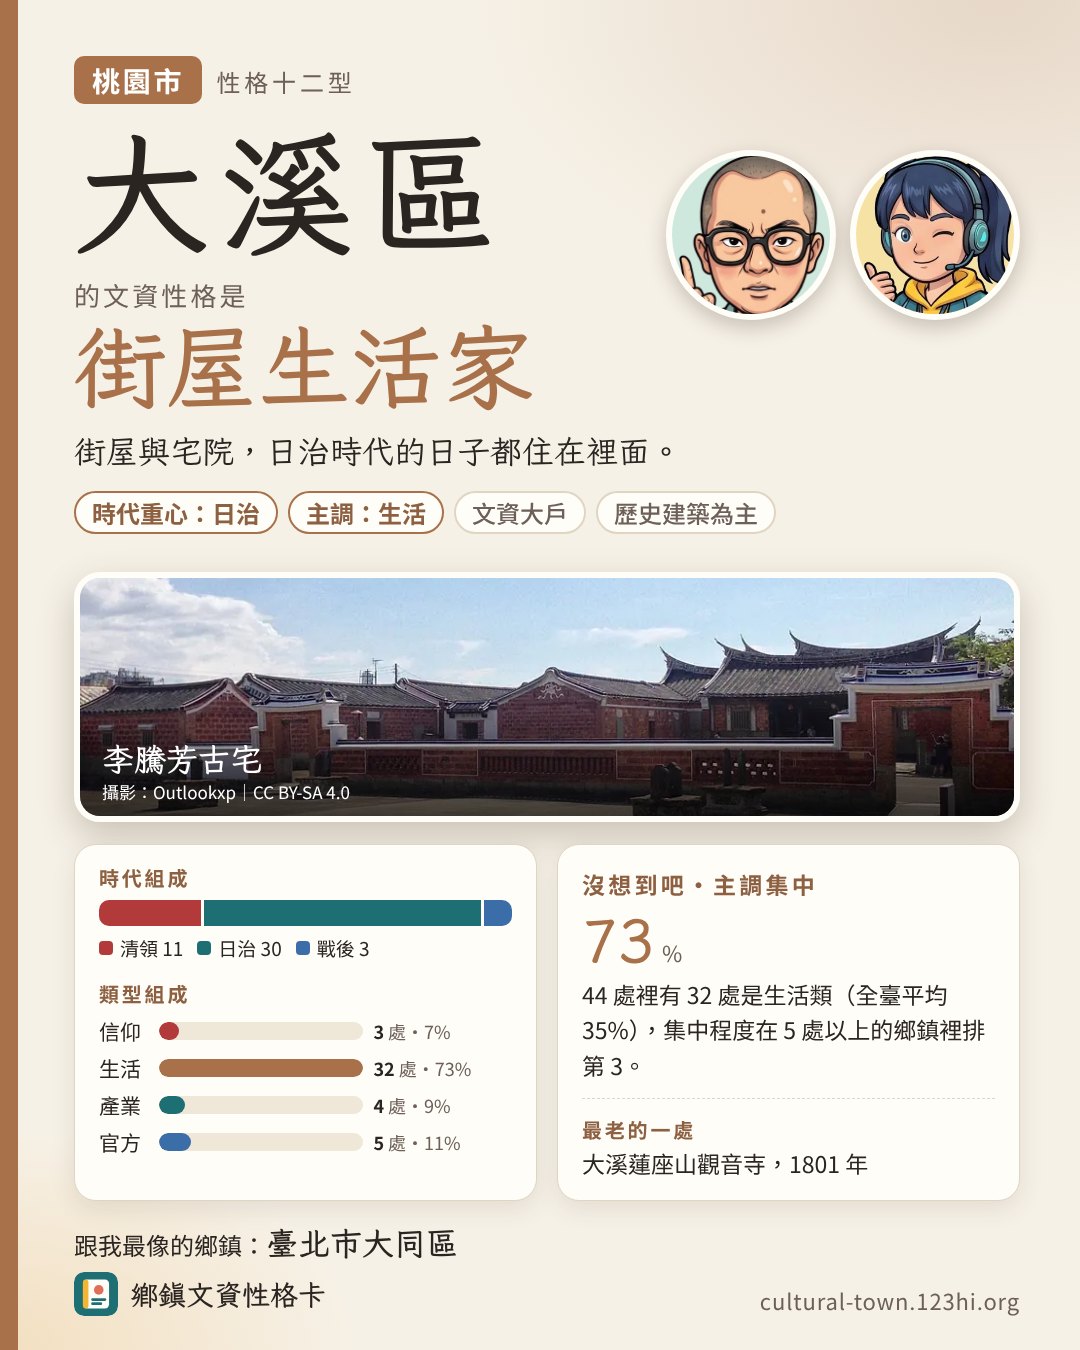 桃園市 性格十二型
大溪區
的文資性格是
街屋生活家
街屋與宅院，日治時代的日子都住在裡面。
時代重心：日治 主調：生活 文資大戶 歷史建築為主
李騰芳古宅
攝影：Outlookxp｜CC BY-SA 4.0
時代組成
清領 11 日治 30 戰後 3
類型組成
信仰 3 處・7%
生活 32 處・73%
產業 4 處・9%
官方 5 處・11%
沒想到吧・主調集中
73 %
44 處裡有 32 處是生活類（全臺平均
35%），集中程度在 5 處以上的鄉鎮裡排
第 3。
最老的一處
大溪蓮座山觀音寺，1801 年
跟我最像的鄉鎮：臺北市大同區
鄉鎮文資性格卡
cultural-town.123hi.org